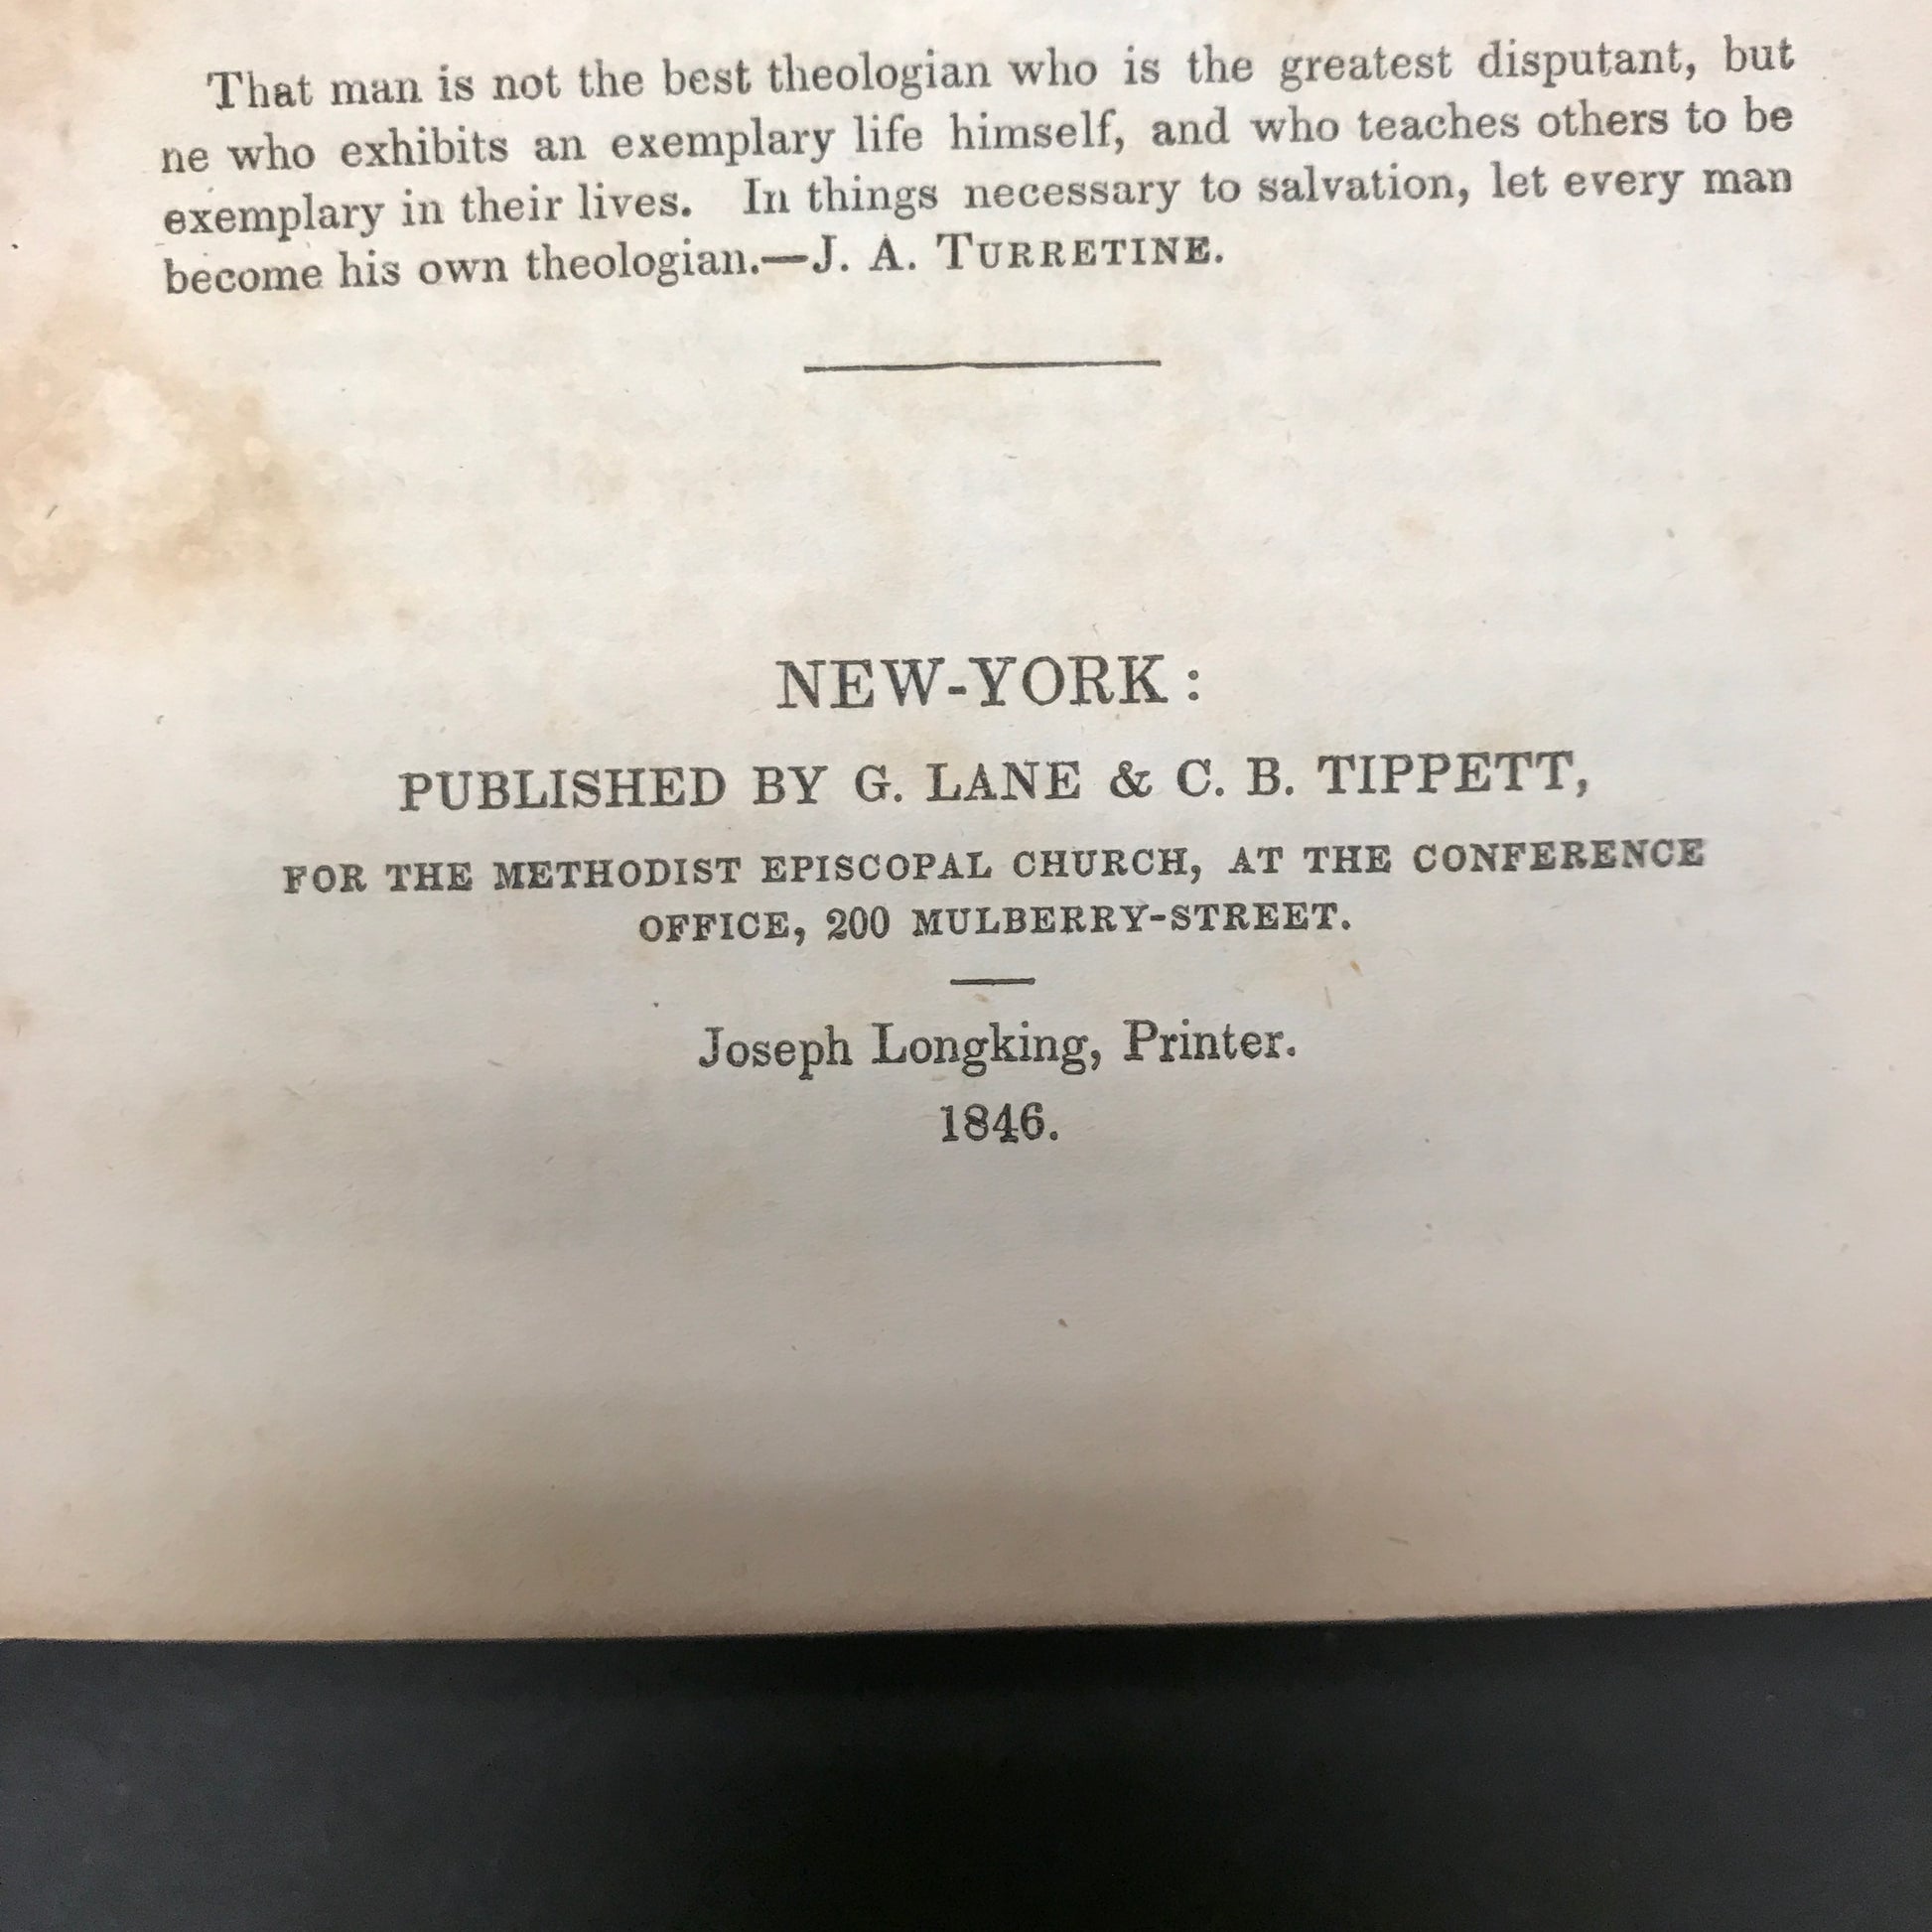 That man is not the best theologian who is the greatest disputant, but
ne who exhibits an exemplary life himself, and who teaches others to be
exemplary in their lives. In things necessary to salvation, let every man
become his own theologian.—J. A. TURRETINE.
NEW-YORK:
PUBLISHED BY G. LANE & C. B. TIPPETT,
FOR THE METHODIST EPISCOPAL CHURCH, AT THE CONFERENCE
OFFICE, 200 MULBERRY-STREET.
Joseph Longking, Printer.
1846.